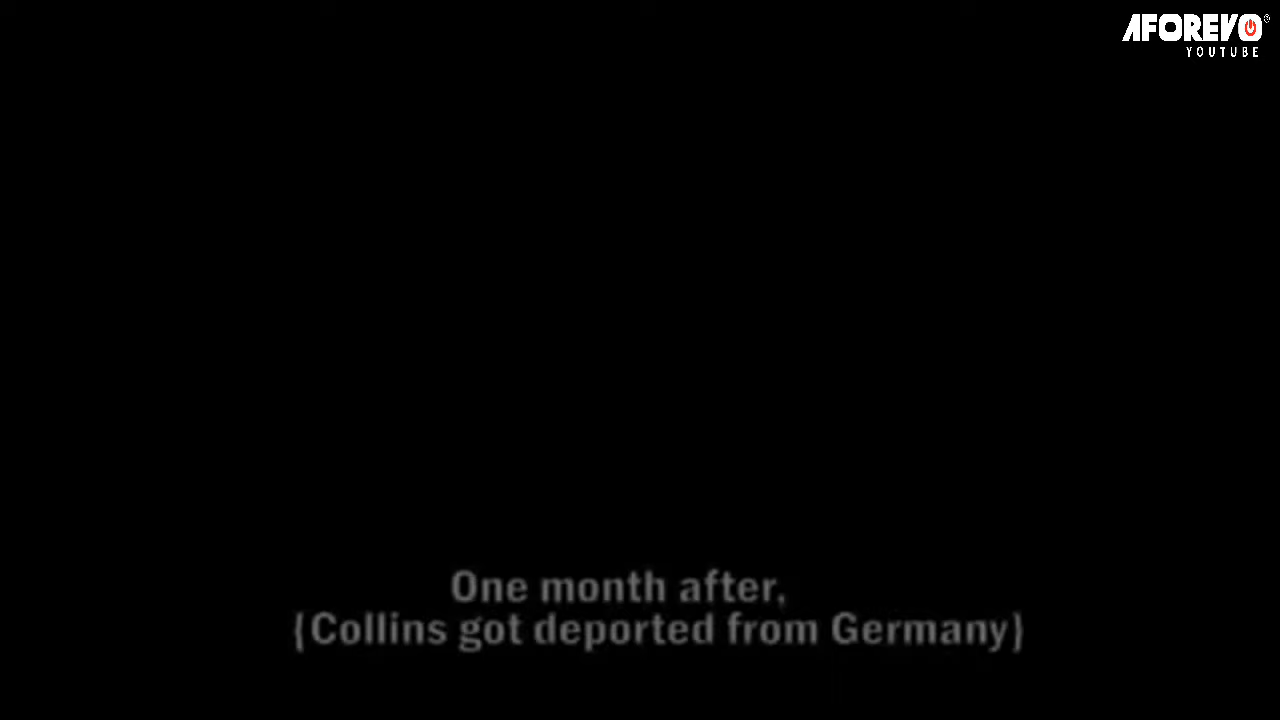 AFOREVO®
YOUTUBE
One month after,
{Collins got deported from Germany}